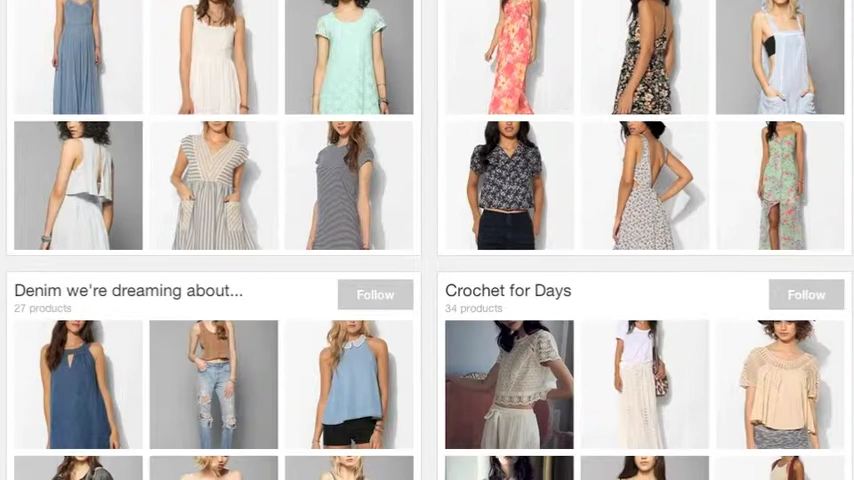 Denim we're dreaming about...
27 products
Follow
Crochet for Days
34 products
Follow